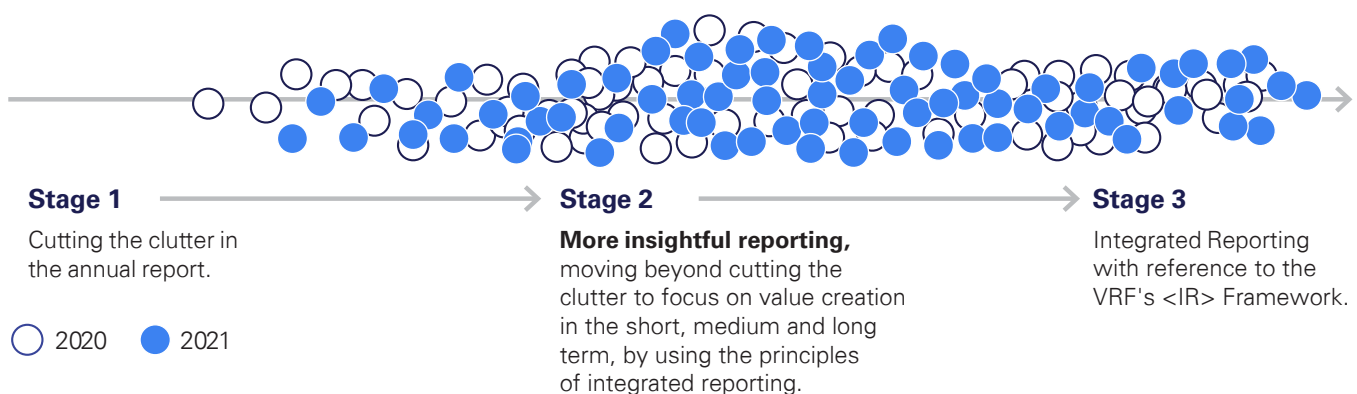 Stage 1
Cutting the clutter in
the annual report.
2020
2021
Stage 2
More insightful reporting,
moving beyond cutting the
clutter to focus on value creation
in the short, medium and long
term, by using the principles
of integrated reporting.
Stage 3
Integrated Reporting
with reference to the
VRF's <IR> Framework.